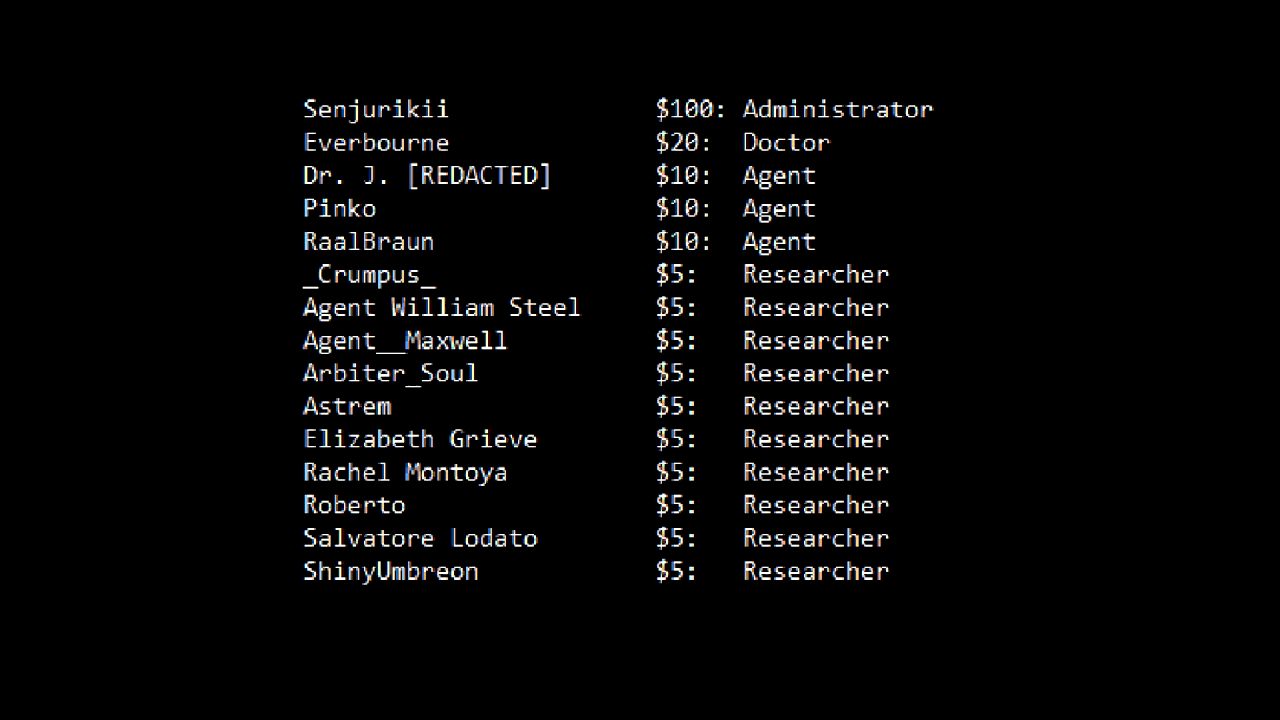 Senjurikii $100: Administrator
Everbourne $20: Doctor
Dr. J. [REDACTED] $10: Agent
Pinko $10: Agent
RaalBraun $10: Agent
_Crumpus_ $5: Researcher
Agent William Steel $5: Researcher
Agent__Maxwell $5: Researcher
Arbiter_Soul $5: Researcher
Astrem $5: Researcher
Elizabeth Grieve $5: Researcher
Rachel Montoya $5: Researcher
Roberto $5: Researcher
Salvatore Lodato $5: Researcher
ShinyUmbreon $5: Researcher